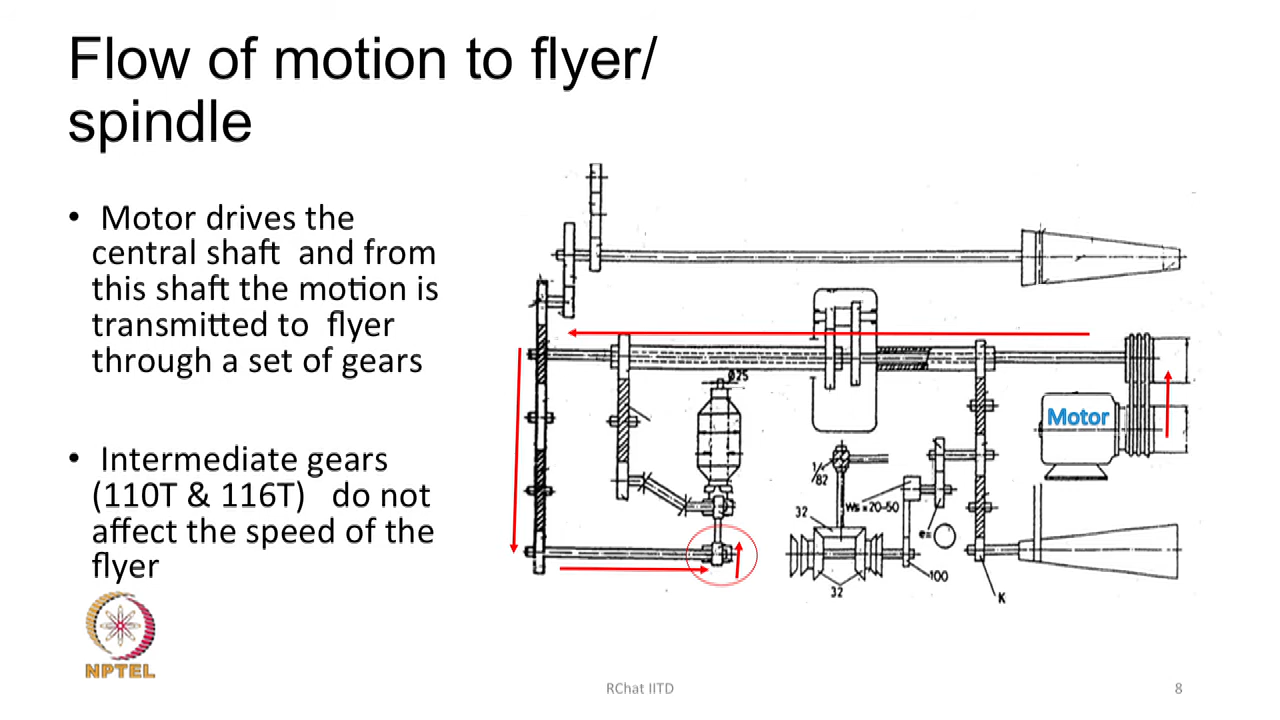 Flow of motion to flyer/
spindle
• Motor drives the
central shaft and from
this shaft the motion is
transmitted to flyer
through a set of gears
• Intermediate gears
(110T & 116T) do not
affect the speed of the
flyer
Ø25
Motor
1/82
Ws=20-50
32
e=
100
32
K
NPTEL
RChat IITD
8